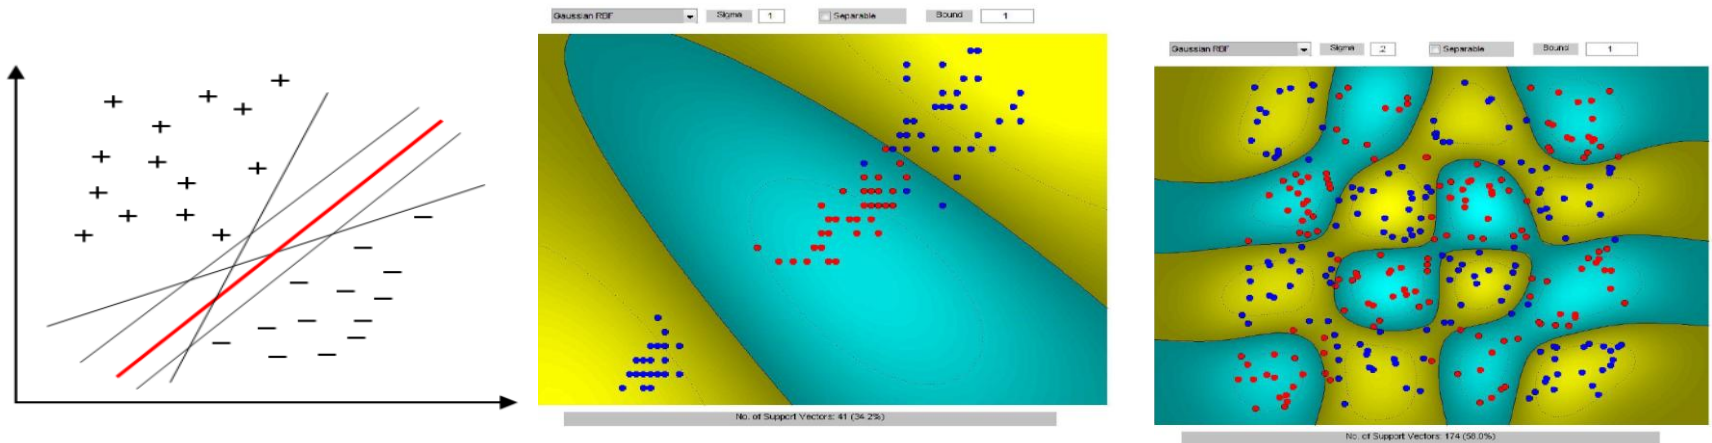 Gaussian RBF Sigma 1 Separable Bound 1
No. of Support Vectors: 41 (34.2%)
Gaussian RBF Sigma .2 Separable Bound 1
No. of Support Vectors: 174 (58.0%)